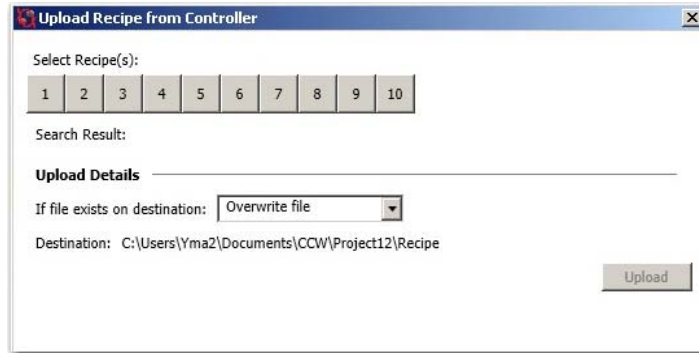 Upload Recipe from Controller
Select Recipe(s):
1 2 3 4 5 6 7 8 9 10
Search Result:
Upload Details
If file exists on destination: Overwrite file
Destination: C:\Users\Yma2\Documents\CCW\Project12\Recipe
Upload